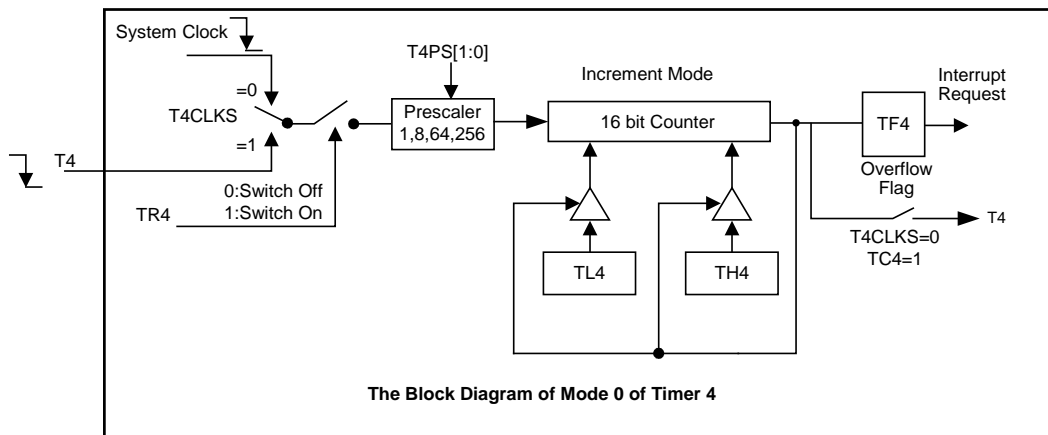 System Clock
T4PS[1:0]
Increment Mode
Interrupt
Request
=0
T4CLKS
Prescaler
1,8,64,256
16 bit Counter
TF4
=1
T4
0:Switch Off
1:Switch On
Overflow
Flag
TR4
T4
T4CLKS=0
TC4=1
TL4
TH4
The Block Diagram of Mode 0 of Timer 4